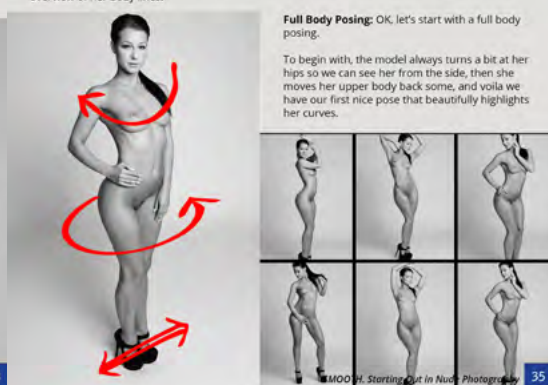 Full Body Posing: OK, let's start with a full body
posing.
To begin with, the model always turns a bit at her
hips so we can see her from the side, then she
moves her upper body back some, and voila we
have our first nice pose that beautifully highlights
her curves.
SMOOTH. Starting Out in Nude Photography
35